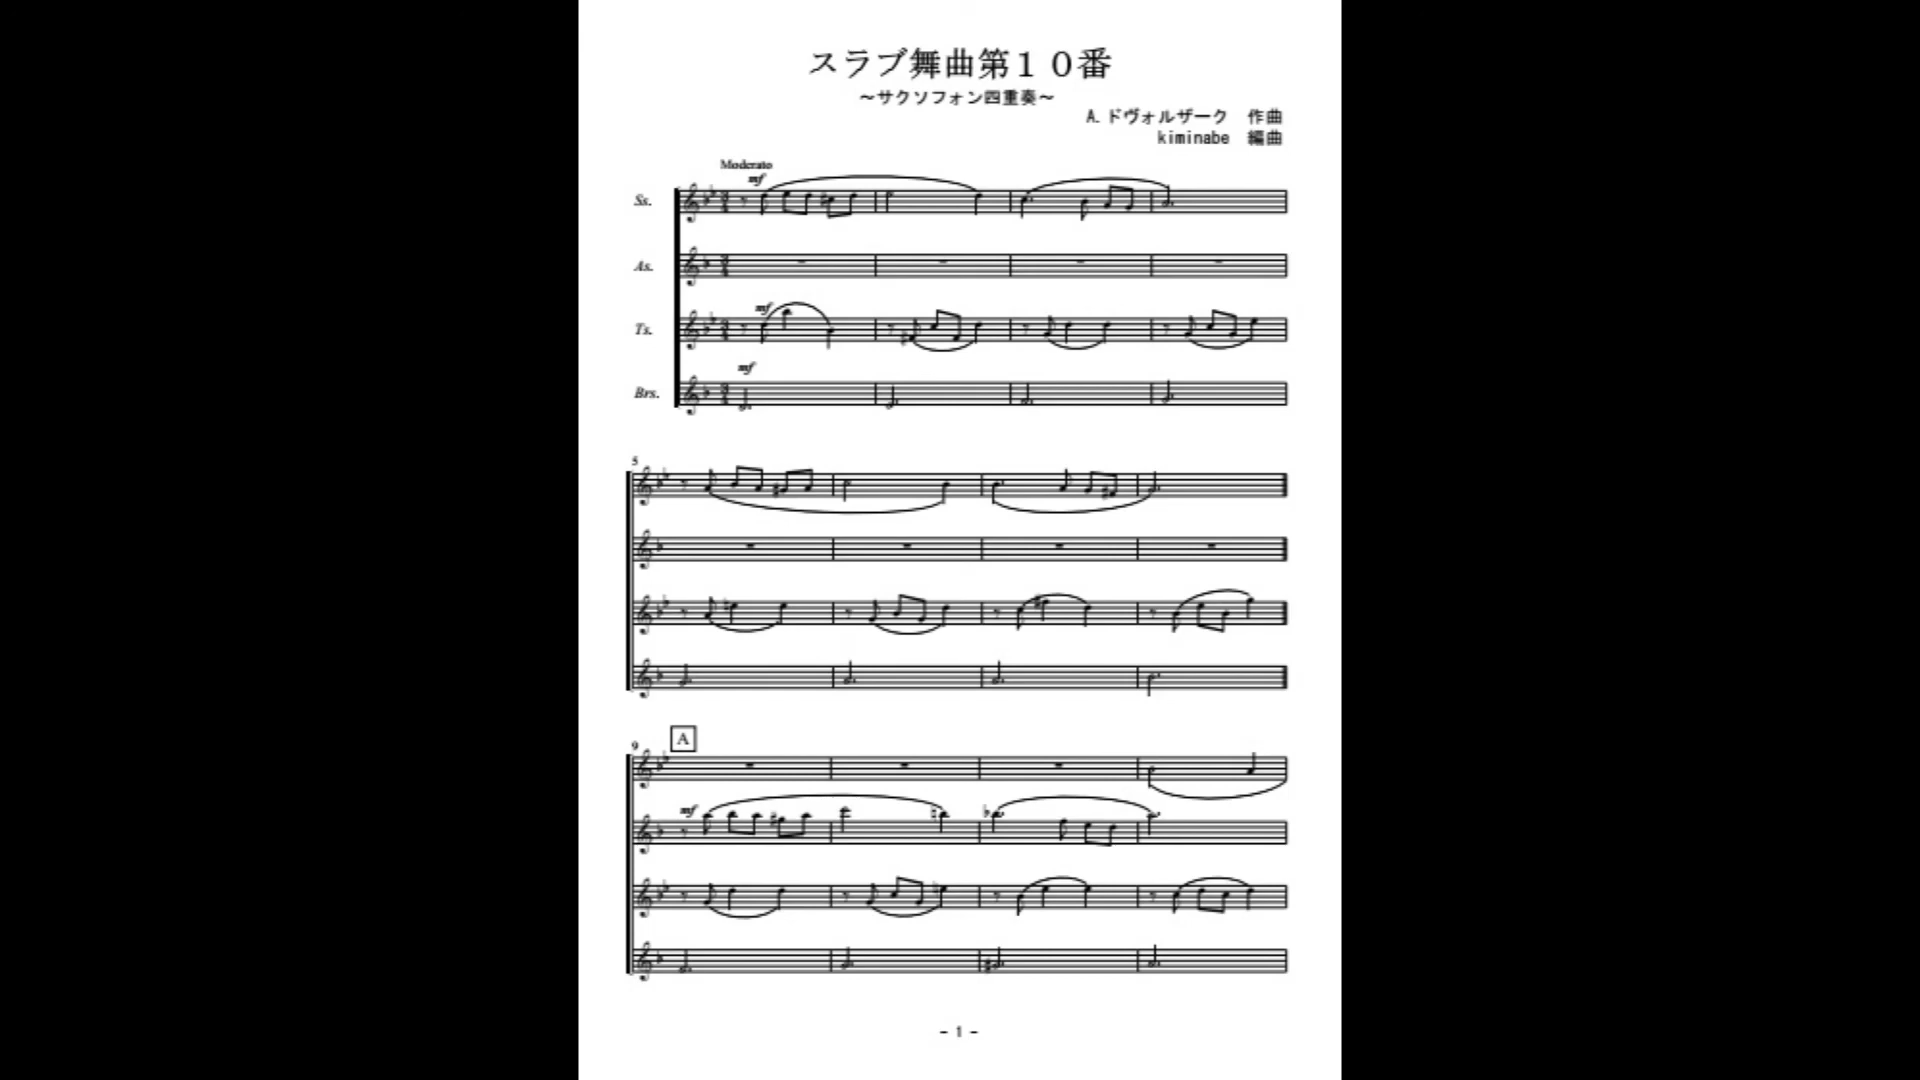 スラブ舞曲第１０番
～サクソフォン四重奏～
A.ドヴォルザーク 作曲
kiminabe 編曲
Moderato
mf
Ss.
As.
mf
Ts.
mf
Brs.
5
9
A
mf
- 1 -